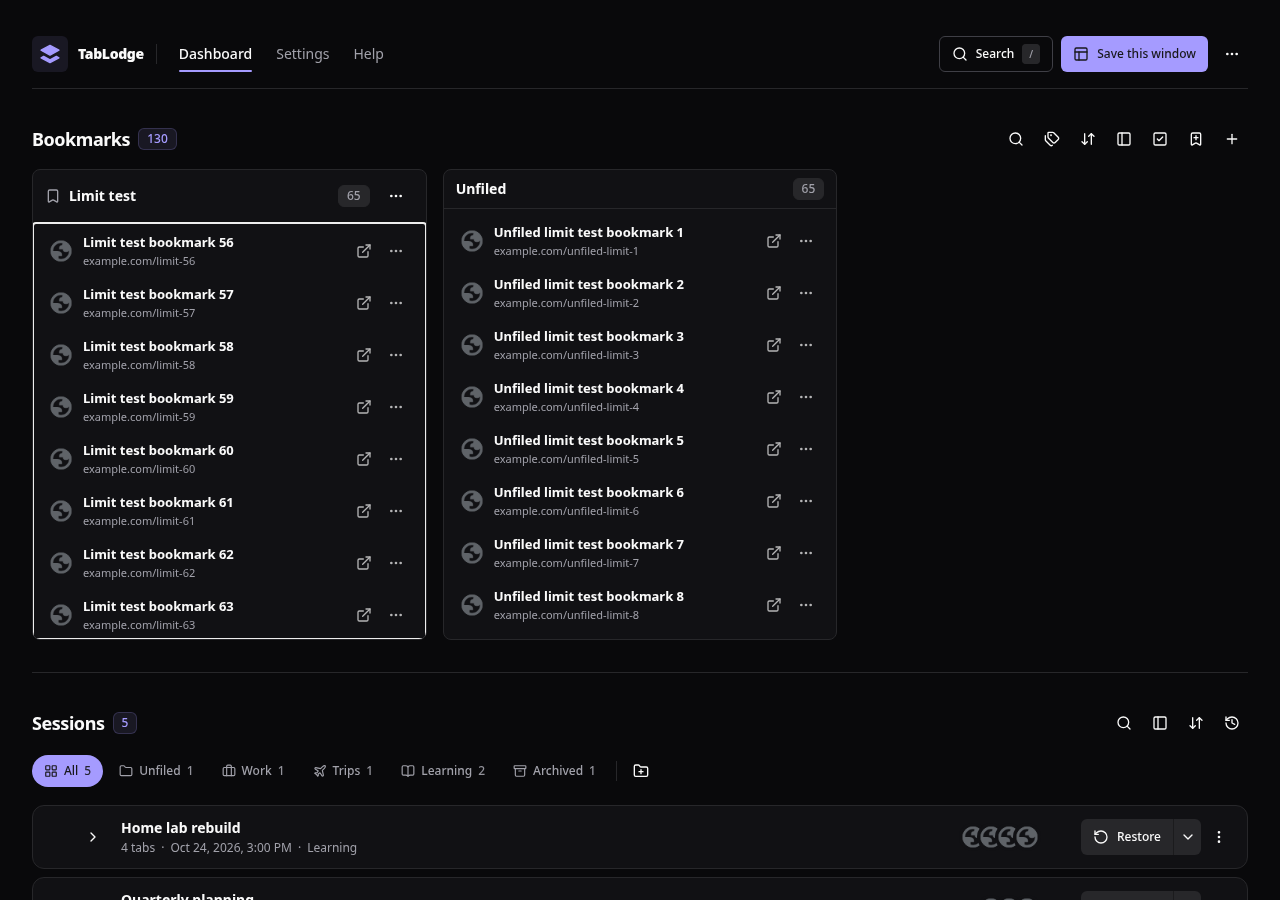 TabLodge
Dashboard
Settings
Help
Search /
Save this window
Bookmarks 130
Limit test 65
Limit test bookmark 56
example.com/limit-56
Limit test bookmark 57
example.com/limit-57
Limit test bookmark 58
example.com/limit-58
Limit test bookmark 59
example.com/limit-59
Limit test bookmark 60
example.com/limit-60
Limit test bookmark 61
example.com/limit-61
Limit test bookmark 62
example.com/limit-62
Limit test bookmark 63
example.com/limit-63
Unfiled 65
Unfiled limit test bookmark 1
example.com/unfiled-limit-1
Unfiled limit test bookmark 2
example.com/unfiled-limit-2
Unfiled limit test bookmark 3
example.com/unfiled-limit-3
Unfiled limit test bookmark 4
example.com/unfiled-limit-4
Unfiled limit test bookmark 5
example.com/unfiled-limit-5
Unfiled limit test bookmark 6
example.com/unfiled-limit-6
Unfiled limit test bookmark 7
example.com/unfiled-limit-7
Unfiled limit test bookmark 8
example.com/unfiled-limit-8
Sessions 5
All 5
Unfiled 1
Work 1
Trips 1
Learning 2
Archived 1
Home lab rebuild
4 tabs · Oct 24, 2026, 3:00 PM · Learning
Restore
Quarterly planning